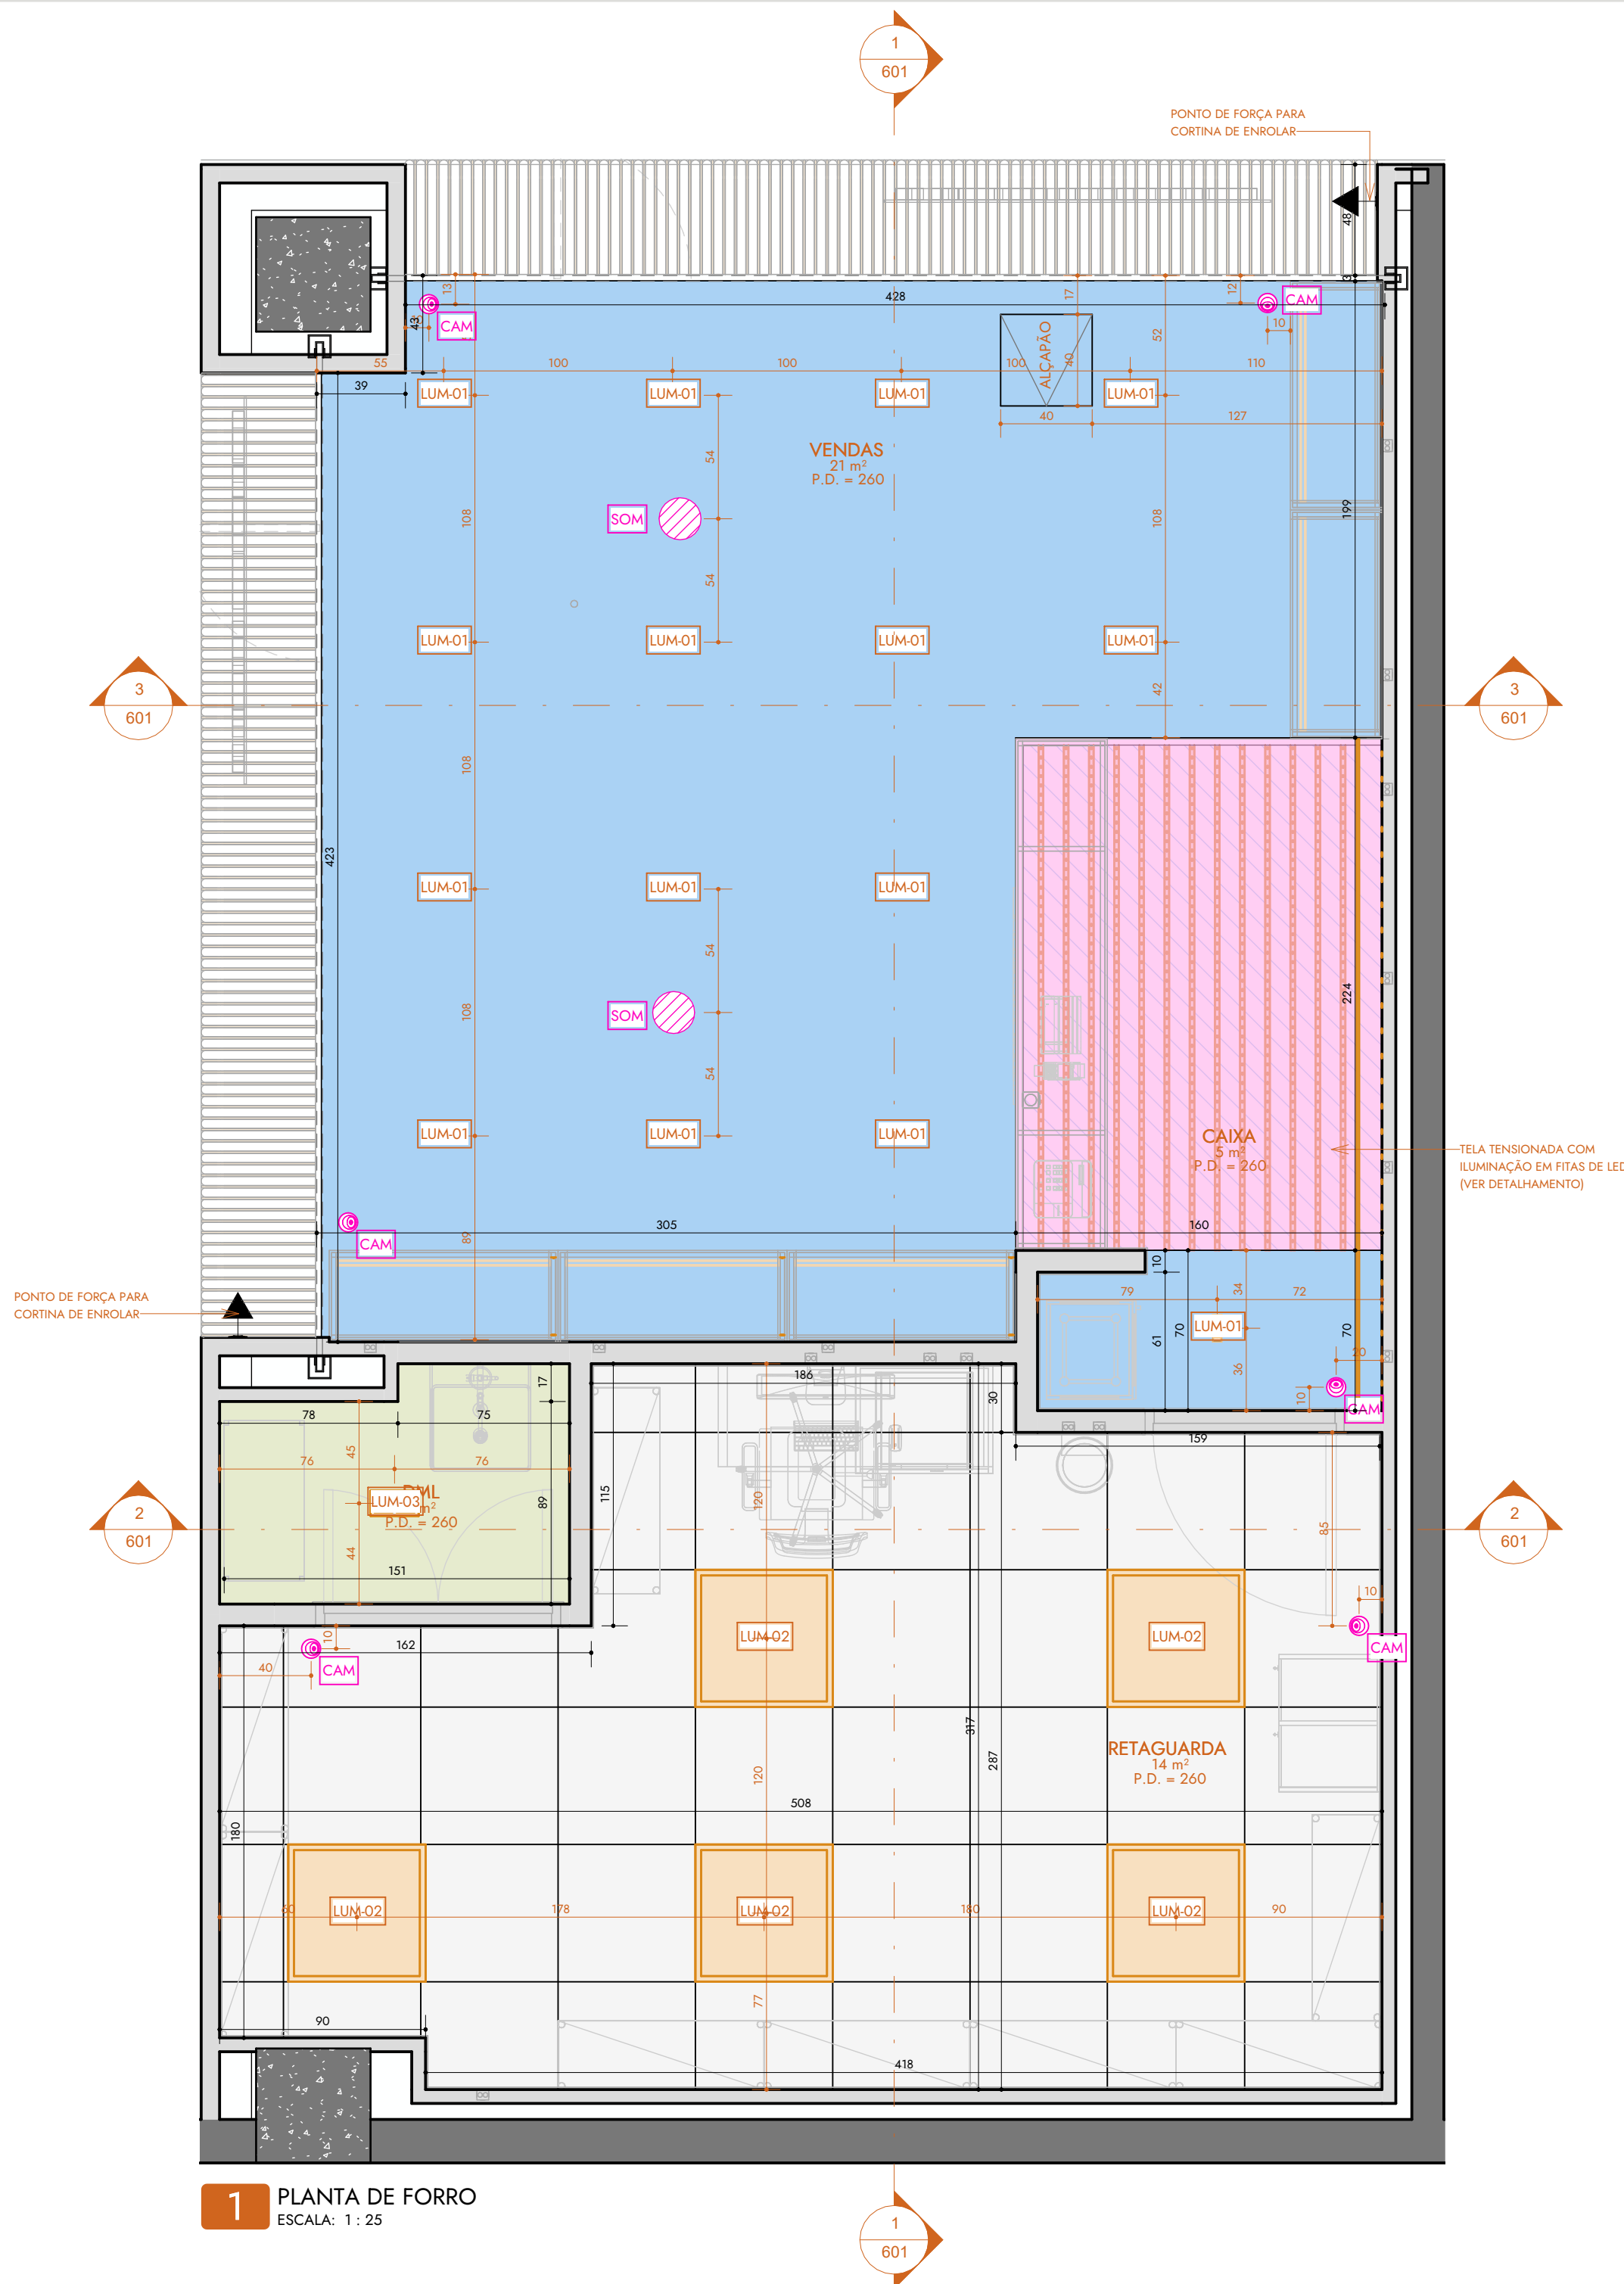 1
601
PONTO DE FORÇA PARA
CORTINA DE ENROLAR
48
3
13
43
CAM
428
17
12
CAM
10
52
55
100
100
100
110
39
ALÇAPÃO
40
LUM-01
LUM-01
LUM-01
LUM-01
40
127
VENDAS
21 m²
P.D. = 260
54
108
SOM
108
199
54
LUM-01
LUM-01
LUM-01
LUM-01
3
601
42
3
601
108
423
LUM-01
LUM-01
LUM-01
54
224
108
SOM
54
LUM-01
LUM-01
LUM-01
CAIXA
5 m²
P.D. = 260
TELA TENSIONADA COM
ILUMINAÇÃO EM FITAS DE LED
(VER DETALHAMENTO)
CAM
89
305
160
10
34
79
72
PONTO DE FORÇA PARA
CORTINA DE ENROLAR
61
70
LUM-01
70
20
36
10
CAM
17
186
30
78
75
159
45
76
76
115
120
89
LUM-03
DML
m²
P.D. = 260
2
601
85
2
601
44
151
10
162
40
CAM
LUM-02
LUM-02
10
CAM
317
287
120
RETAGUARDA
14 m²
P.D. = 260
508
180
LUM-02
178
LUM-02
180
LUM-02
90
77
90
418
1
PLANTA DE FORRO
ESCALA: 1 : 25
1
601